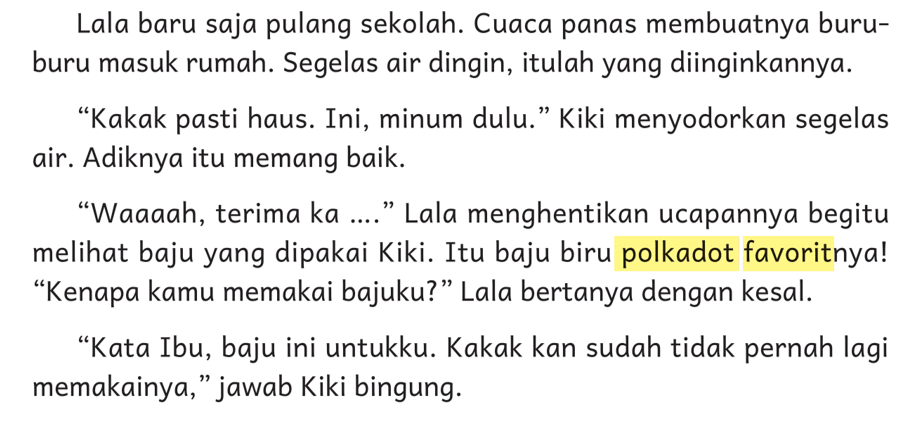 Lala baru saja pulang sekolah. Cuaca panas membuatnya buru-
buru masuk rumah. Segelas air dingin, itulah yang diinginkannya.
“Kakak pasti haus. Ini, minum dulu.” Kiki menyodorkan segelas
air. Adiknya itu memang baik.
“Waaaah, terima ka ....” Lala menghentikan ucapannya begitu
melihat baju yang dipakai Kiki. Itu baju biru polkadot favoritnya!
“Kenapa kamu memakai bajuku?” Lala bertanya dengan kesal.
“Kata Ibu, baju ini untukku. Kakak kan sudah tidak pernah lagi
memakainya,” jawab Kiki bingung.